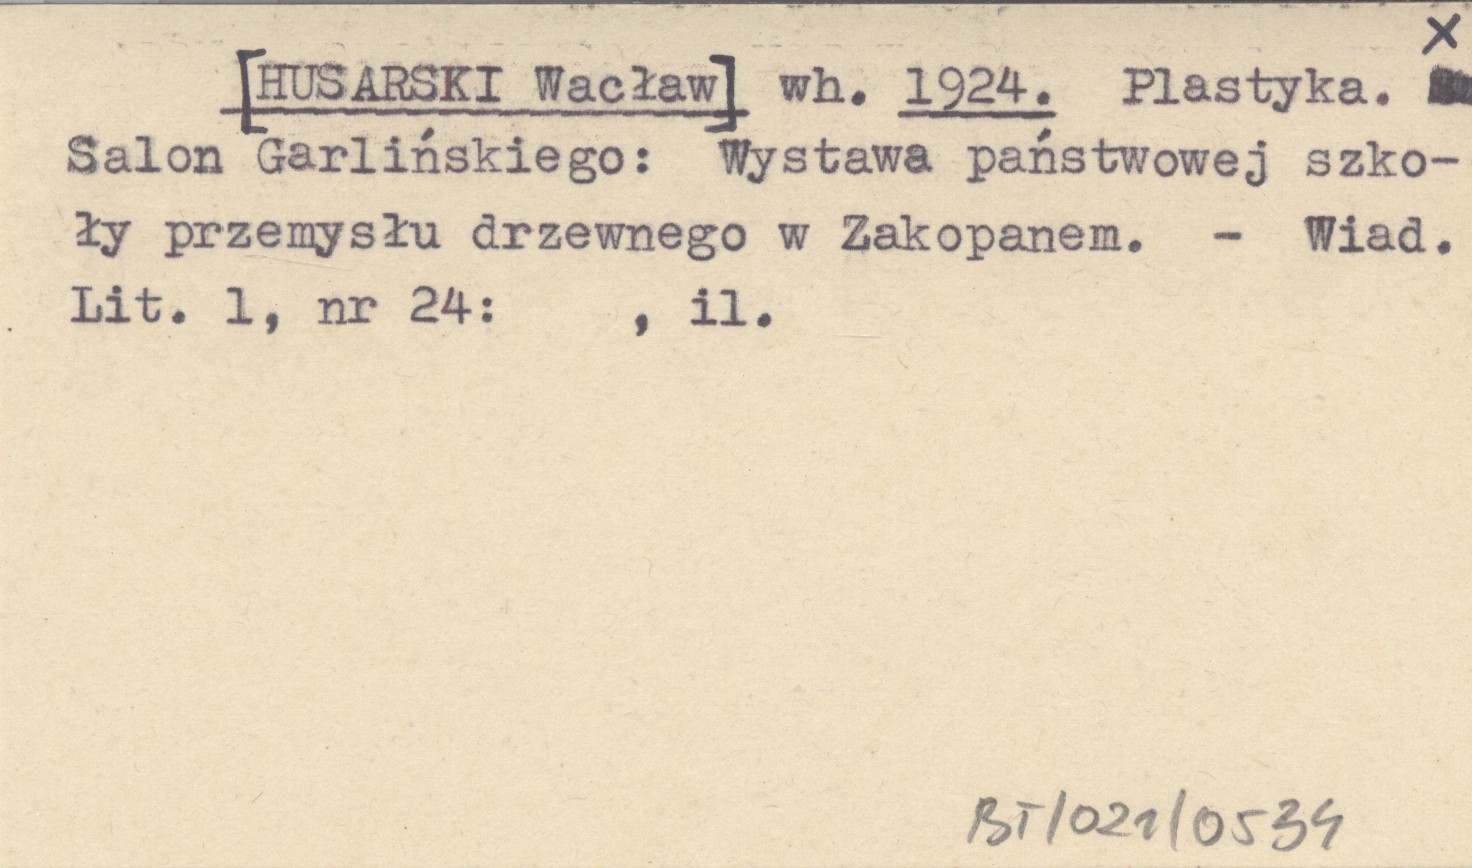 ×
[HUSARSKI Wacław] wh. 1924. Plastyka.
Salon Garlińskiego: Wystawa państwowej szko-
ły przemysłu drzewnego w Zakopanem. - Wiad.
Lit. 1, nr 24:    , il.
BT/021/0534